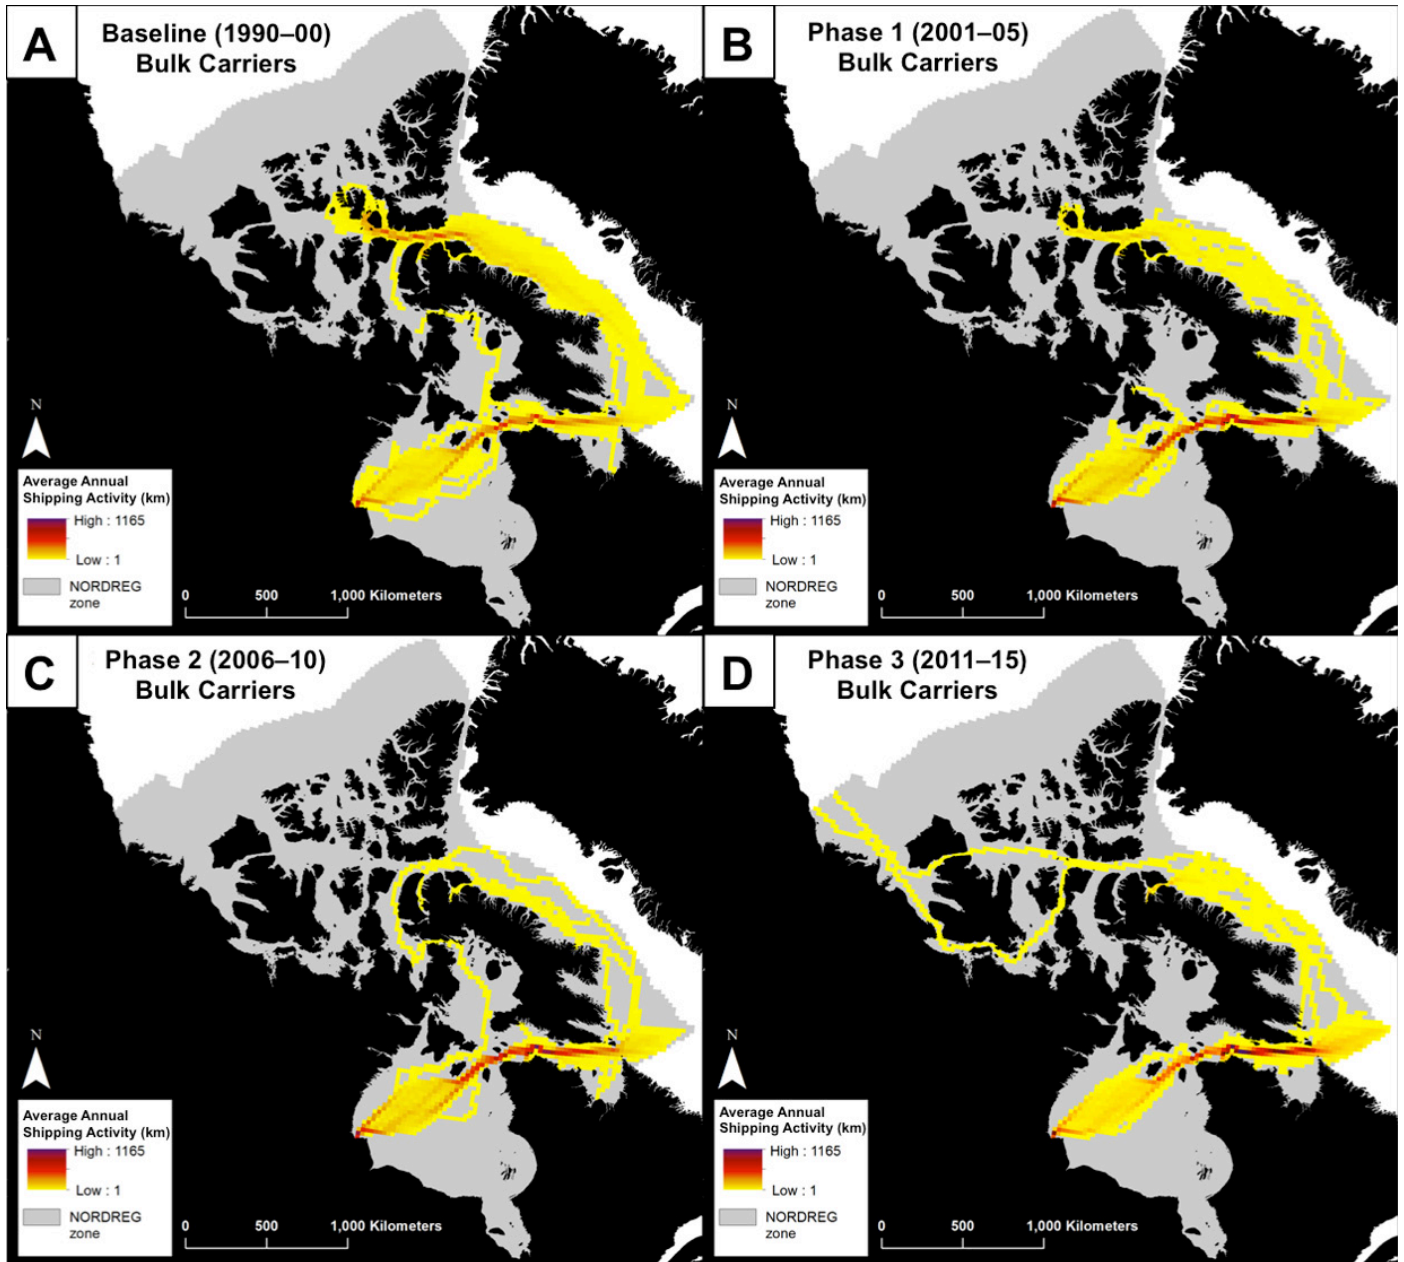 A
Baseline (1990–00)
Bulk Carriers
N
Average Annual
Shipping Activity (km)
High : 1165
Low : 1
NORDREG
zone
0 500 1,000 Kilometers
B
Phase 1 (2001–05)
Bulk Carriers
N
Average Annual
Shipping Activity (km)
High : 1165
Low : 1
NORDREG
zone
0 500 1,000 Kilometers
C
Phase 2 (2006–10)
Bulk Carriers
N
Average Annual
Shipping Activity (km)
High : 1165
Low : 1
NORDREG
zone
0 500 1,000 Kilometers
D
Phase 3 (2011–15)
Bulk Carriers
N
Average Annual
Shipping Activity (km)
High : 1165
Low : 1
NORDREG
zone
0 500 1,000 Kilometers